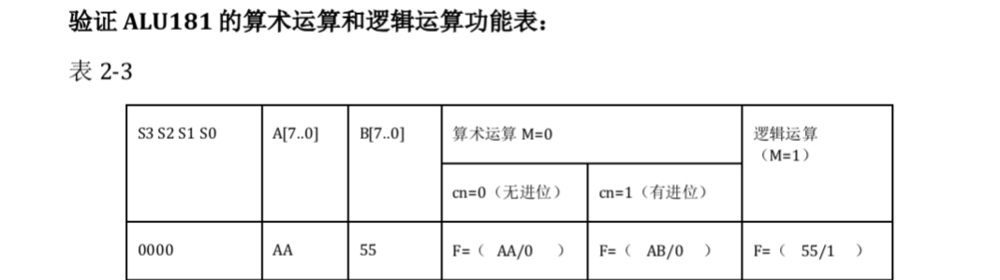 验证 ALU181 的算术运算和逻辑运算功能表：
表 2-3
S3 S2 S1 S0 A[7..0] B[7..0] 算术运算 M=0 逻辑运算
（M=1）
cn=0（无进位） cn=1（有进位）
0000 AA 55 F=（ AA/0 ） F=（ AB/0 ） F=（ 55/1 ）